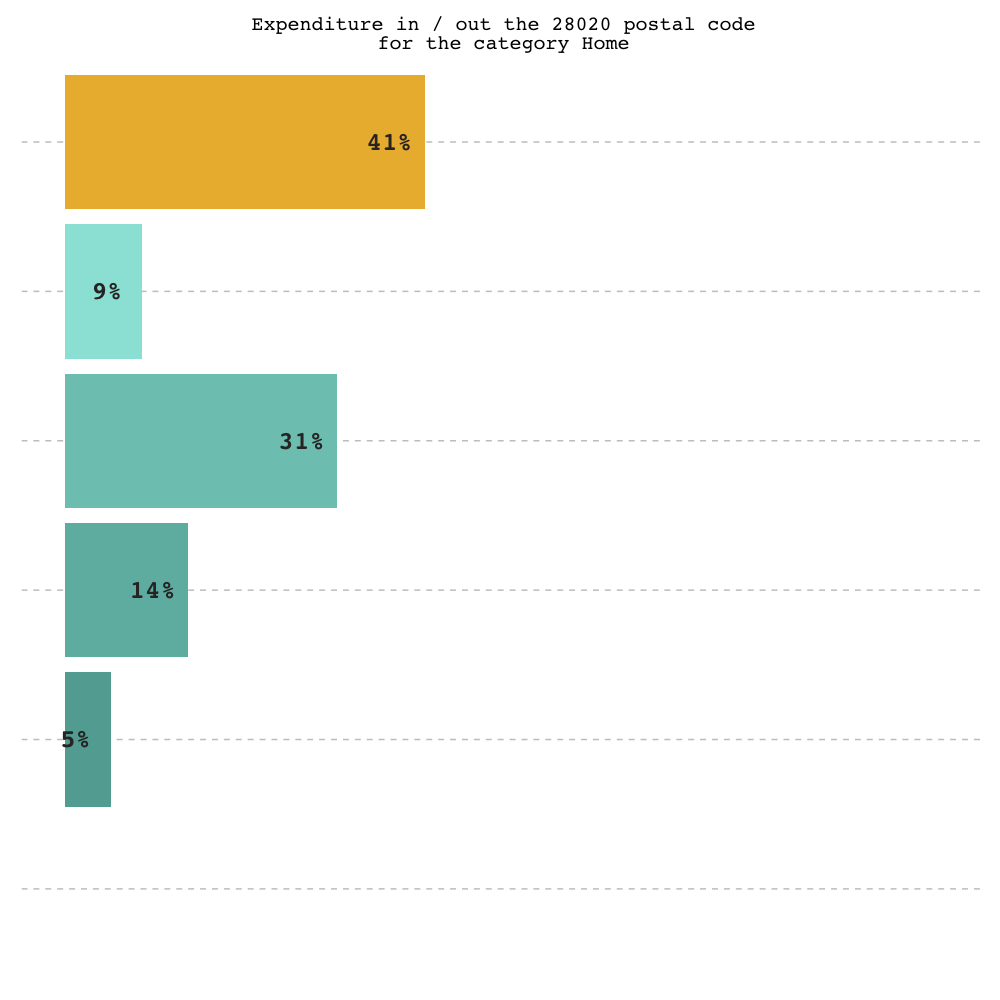 Expenditure in / out the 28020 postal code
for the category Home
41%
9%
31%
14%
5%